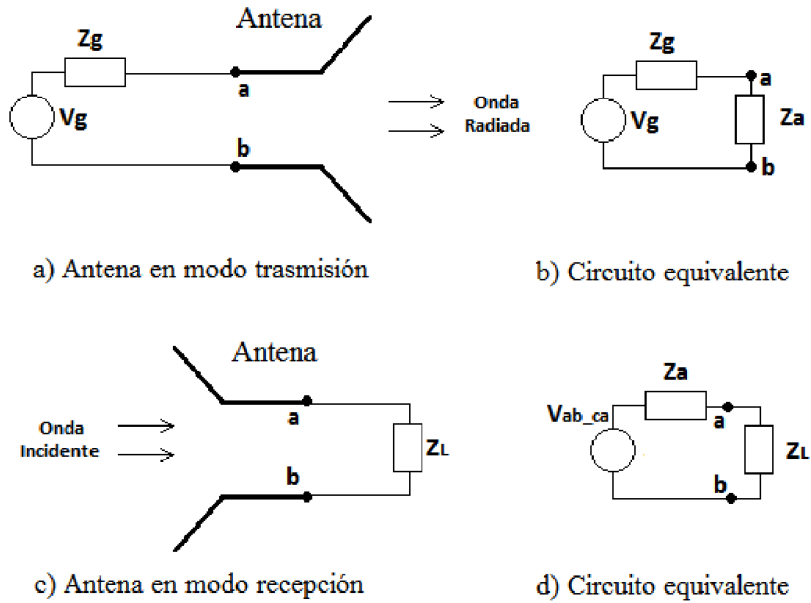 Antena
Zg
a
Vg
b
Onda
Radiada
Zg
a
Vg
Za
b
a) Antena en modo trasmisión
b) Circuito equivalente
Antena
a
Onda
Incidente
ZL
b
Za
Vab_ca
a
ZL
b
c) Antena en modo recepción
d) Circuito equivalente